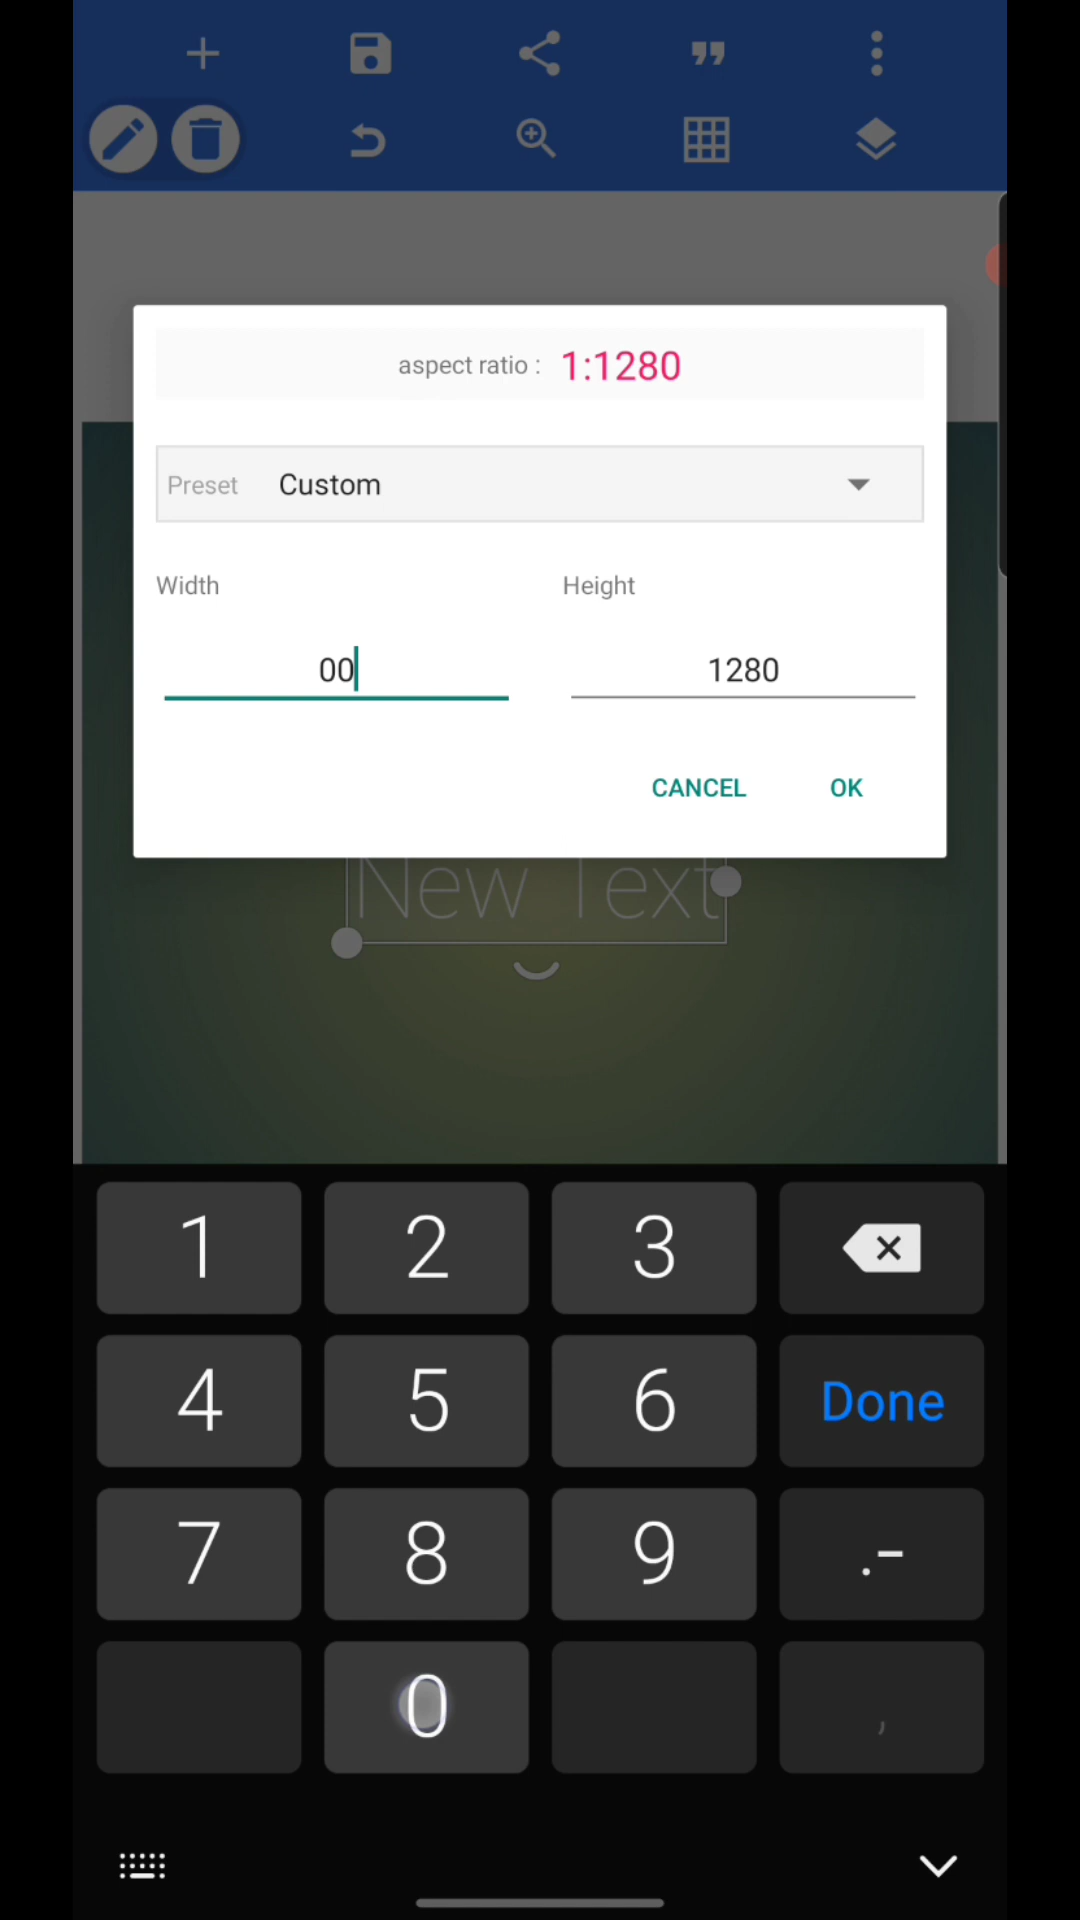 aspect ratio : 1:1280
Preset Custom
Width Height
00 1280
CANCEL OK
New Text
1 2 3
4 5 6 Done
7 8 9 .-
0 ,